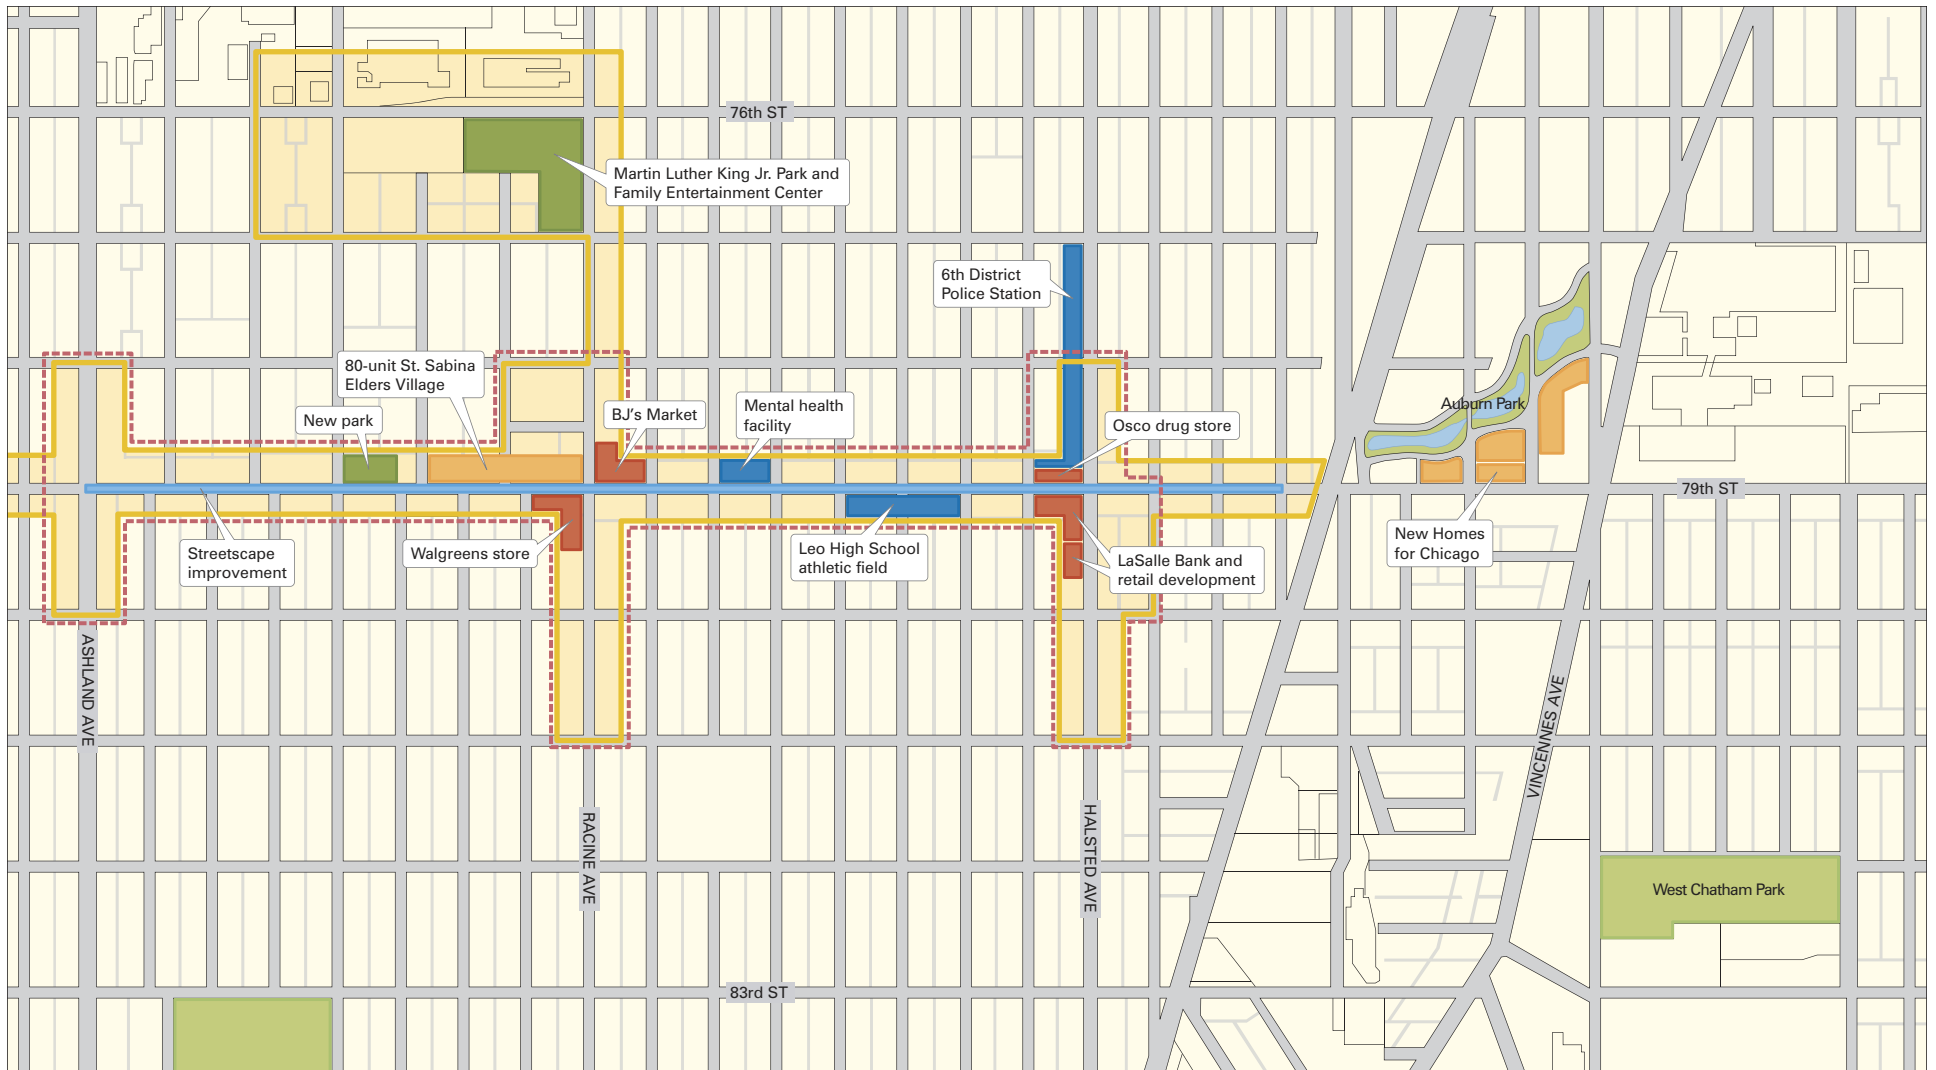 76th ST
Martin Luther King Jr. Park and
Family Entertainment Center
6th District
Police Station
80-unit St. Sabina
Elders Village
New park
BJ's Market
Mental health
facility
Osco drug store
Auburn Park
79th ST
Streetscape
improvement
Walgreens store
Leo High School
athletic field
LaSalle Bank and
retail development
New Homes
for Chicago
ASHLAND AVE
RACINE AVE
HALSTED AVE
VINCENNES AVE
West Chatham Park
83rd ST